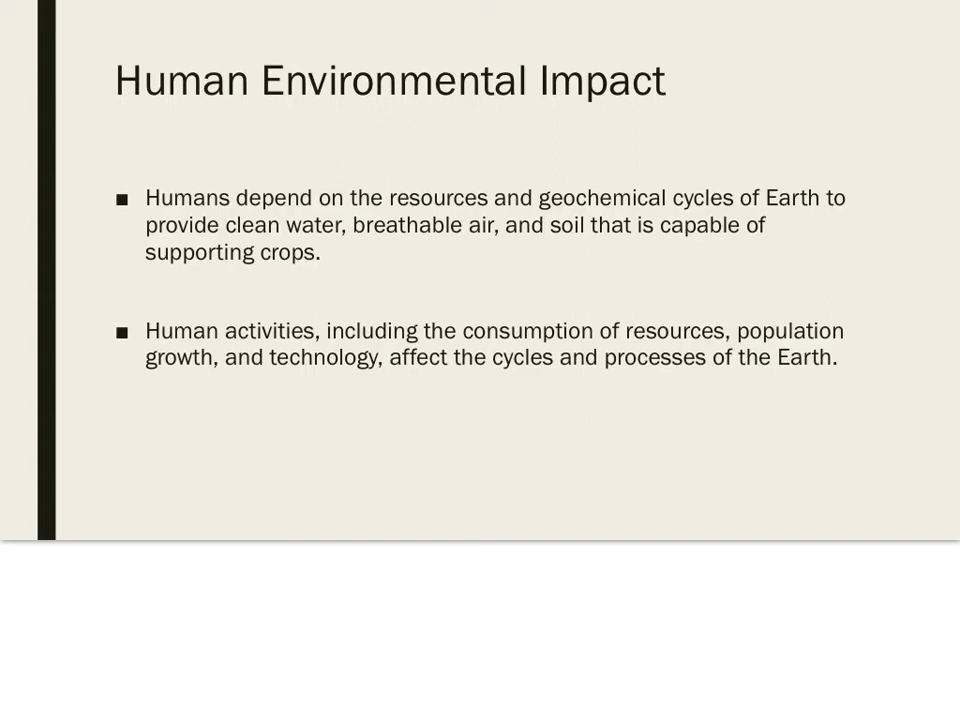 Human Environmental Impact
■ Humans depend on the resources and geochemical cycles of Earth to
provide clean water, breathable air, and soil that is capable of
supporting crops.
■ Human activities, including the consumption of resources, population
growth, and technology, affect the cycles and processes of the Earth.